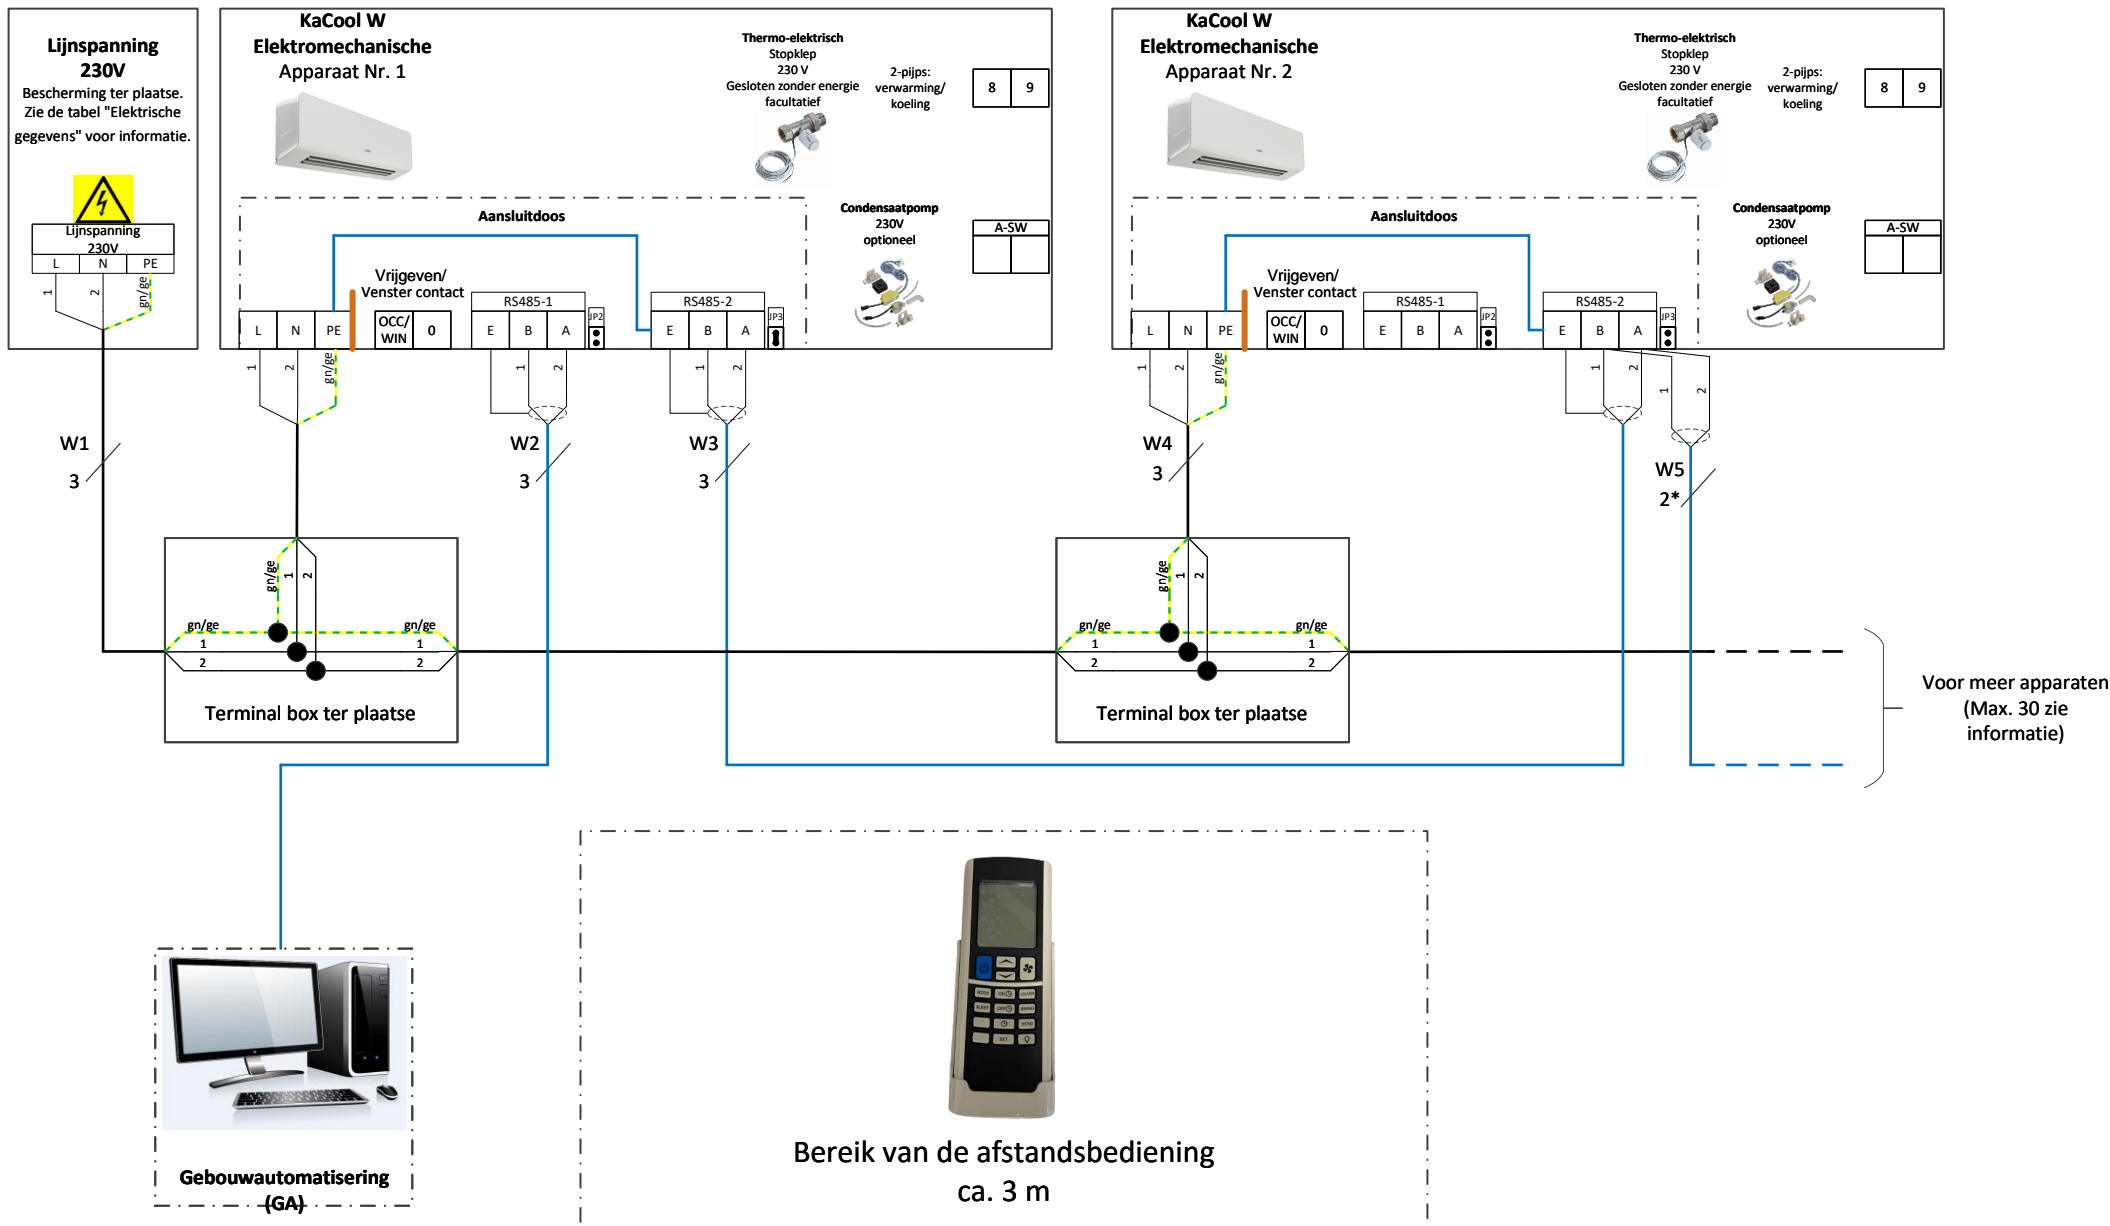 Lijnspanning
230V
Bescherming ter plaatse.
Zie de tabel "Elektrische
gegevens" voor informatie.
Lijnspanning
230V
L N PE
1 2 gn/ge
KaCool W
Elektromechanische
Apparaat Nr. 1
Thermo-elektrisch
Stopklep
230 V
Gesloten zonder energie
facultatief
2-pijps:
verwarming/
koeling
8 9
Aansluitdoos
Condensaatpomp
230V
optioneel
A-SW
Vrijgeven/
Venster contact
L N PE
OCC/
WIN
0
RS485-1
E B A
JP2
RS485-2
E B A
JP3
1 2 gn/ge
1 2
1 2
KaCool W
Elektromechanische
Apparaat Nr. 2
Thermo-elektrisch
Stopklep
230 V
Gesloten zonder energie
facultatief
2-pijps:
verwarming/
koeling
8 9
Aansluitdoos
Condensaatpomp
230V
optioneel
A-SW
Vrijgeven/
Venster contact
L N PE
OCC/
WIN
0
RS485-1
E B A
JP2
RS485-2
E B A
JP3
1 2 gn/ge
1 2
1 2
W1
3
W2
3
W3
3
W4
3
W5
2*
gn/ge 1 2
gn/ge gn/ge
1 1
2 2
Terminal box ter plaatse
gn/ge 1 2
gn/ge gn/ge
1 1
2 2
Terminal box ter plaatse
Voor meer apparaten
(Max. 30 zie
informatie)
MODE ON
SLEEP OFF SWING
SEND
SET
Bereik van de afstandsbediening
ca. 3 m
Gebouwautomatisering
(GA)